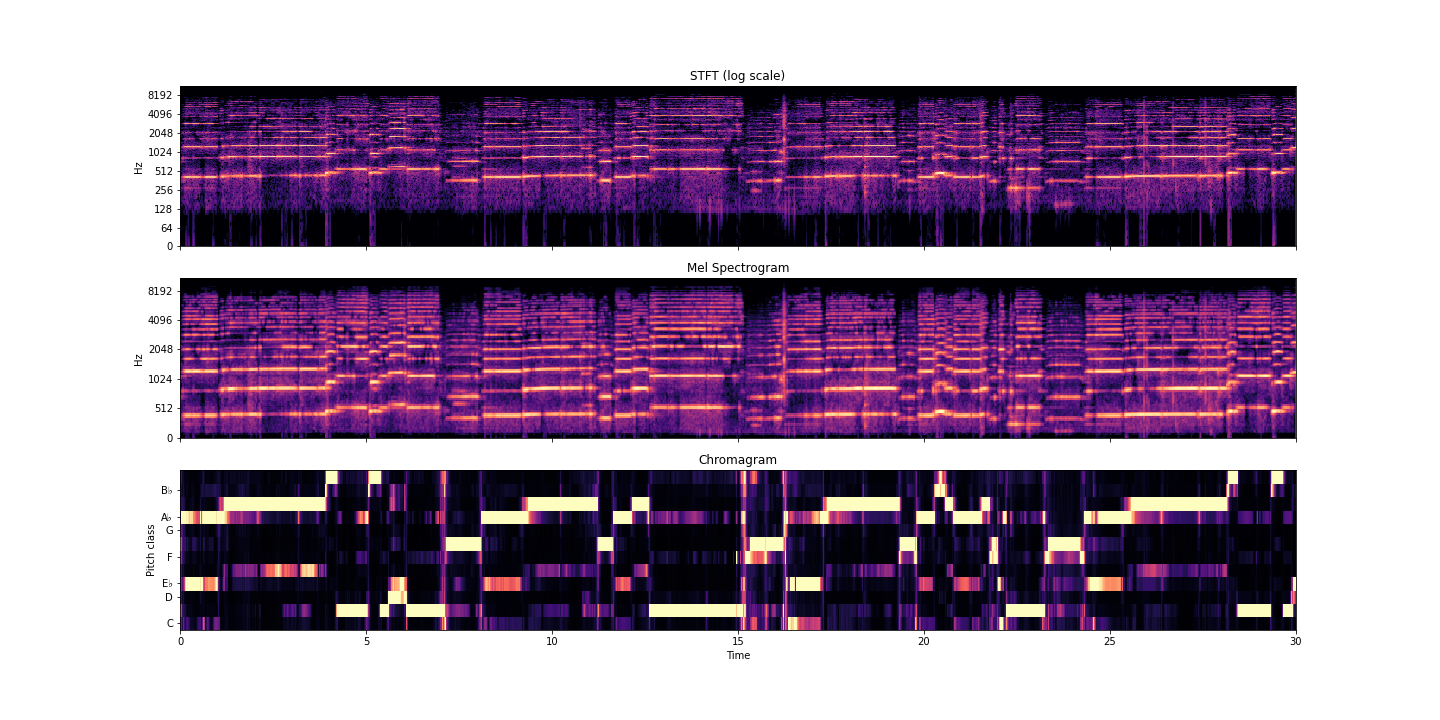 STFT (log scale)
8192
4096
2048
1024
512
256
128
64
0
Hz
Mel Spectrogram
8192
4096
2048
1024
512
0
Hz
Chromagram
B♭
A♭
G
F
E♭
D
C
Pitch class
0 5 10 15 20 25 30
Time